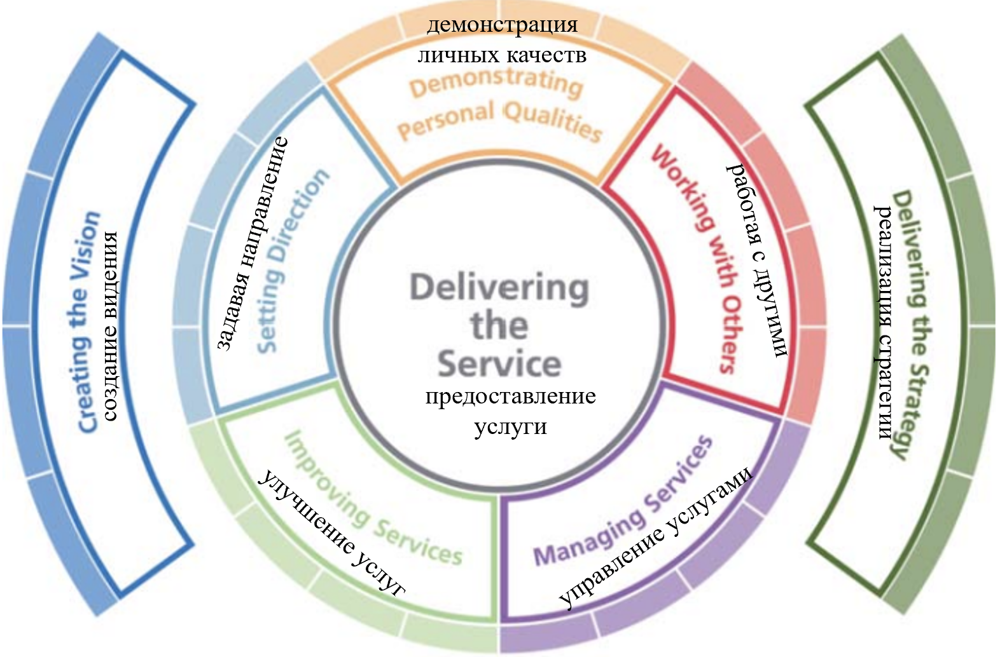 демонстрация
личных качеств
Demonstrating
Personal Qualities
Creating the Vision
создание видения
задавая направление
Setting Direction
Delivering
the
Service
предоставление
услуги
Working with Others
работая с другими
реализация стратегии
Delivering the Strategy
Improving Services
улучшение услуг
Managing Services
управление услугами